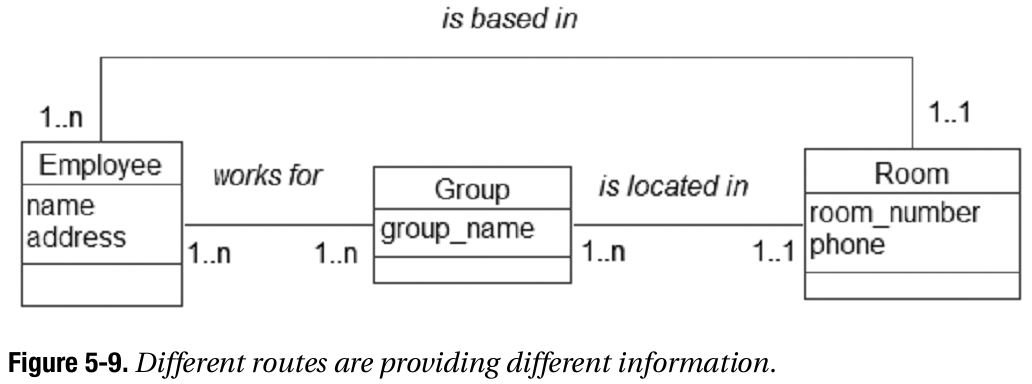 is based in
1..n
1..1
Employee
name
address
works for
1..n
1..n
Group
group_name
is located in
1..n
1..1
Room
room_number
phone
Figure 5-9. Different routes are providing different information.